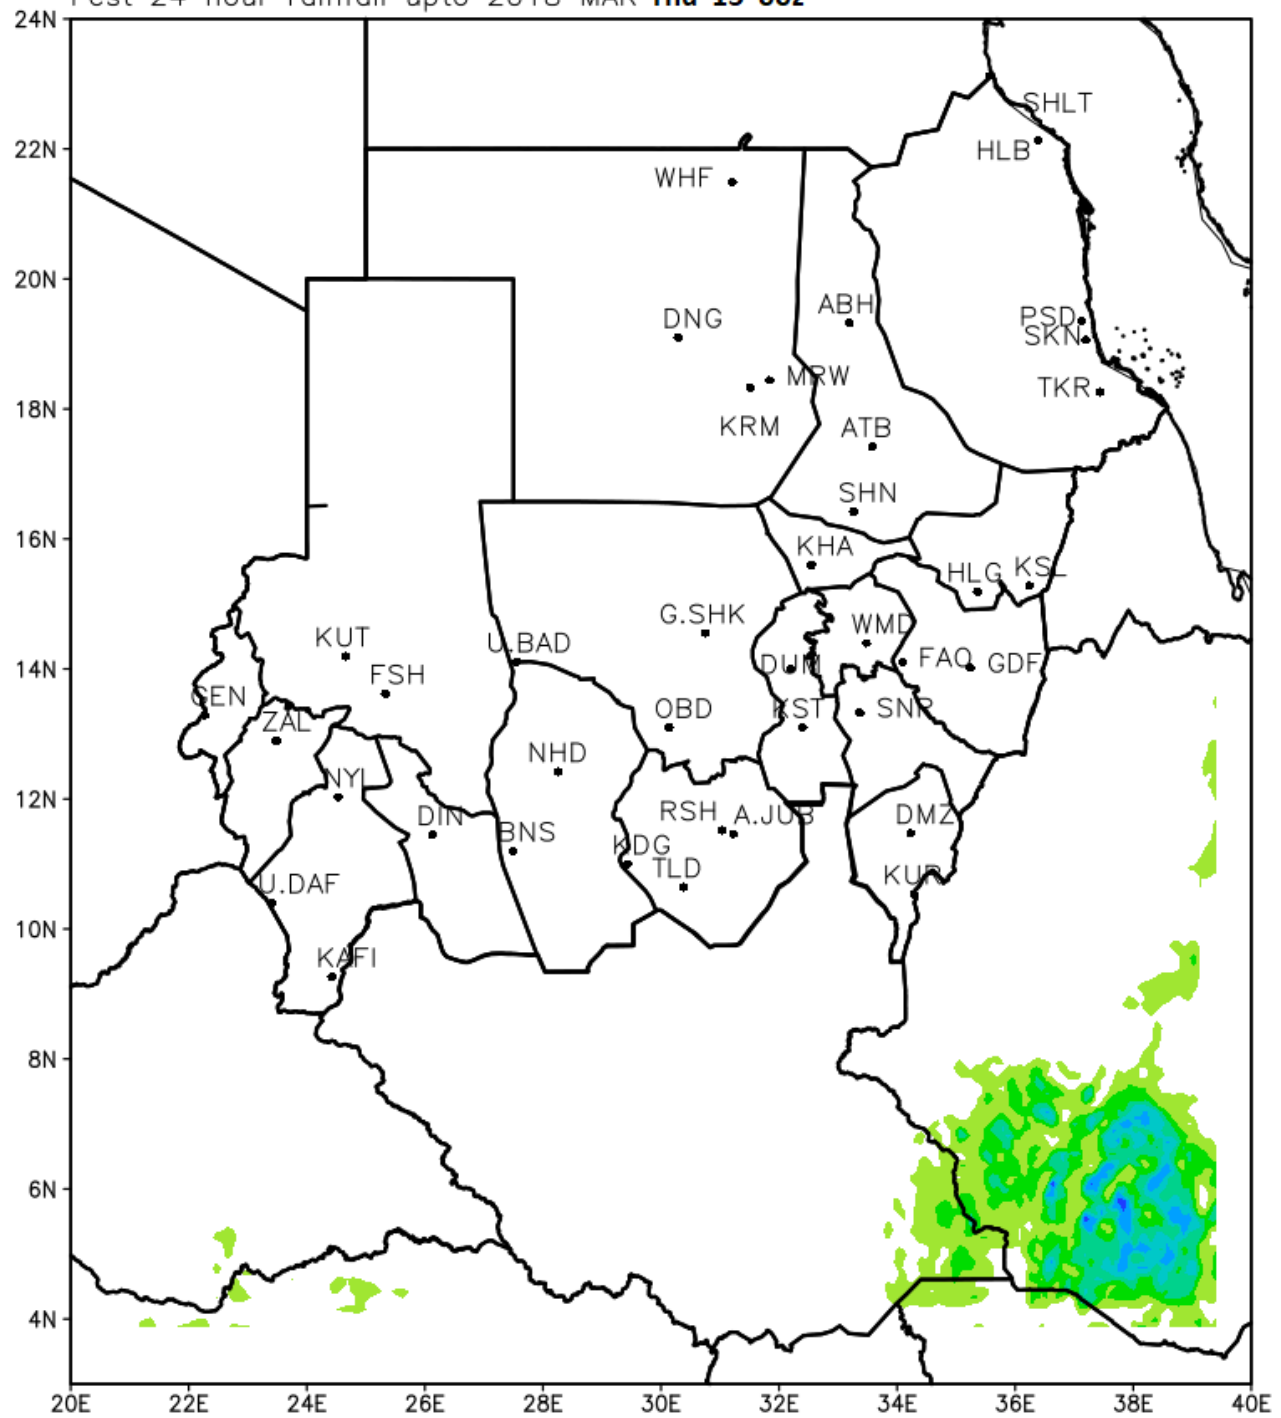 24N
22N
20N
18N
16N
14N
12N
10N
8N
6N
4N
SHLT
HLB
WHF
DNG
ABH
PSD
SKN
MRW
TKR
KRM
ATB
SHN
KHA
HLG
KSL
G.SHK
WMD
KUT
U.BAD
DUM
FAO
GDF
FSH
GEN
ZAL
OBD
KST
SNR
NHD
NYL
RSH
A.JUB
DMZ
DIN
BNS
KDG
TLD
KUR
U.DAF
KAFI
20E 22E 24E 26E 28E 30E 32E 34E 36E 38E 40E